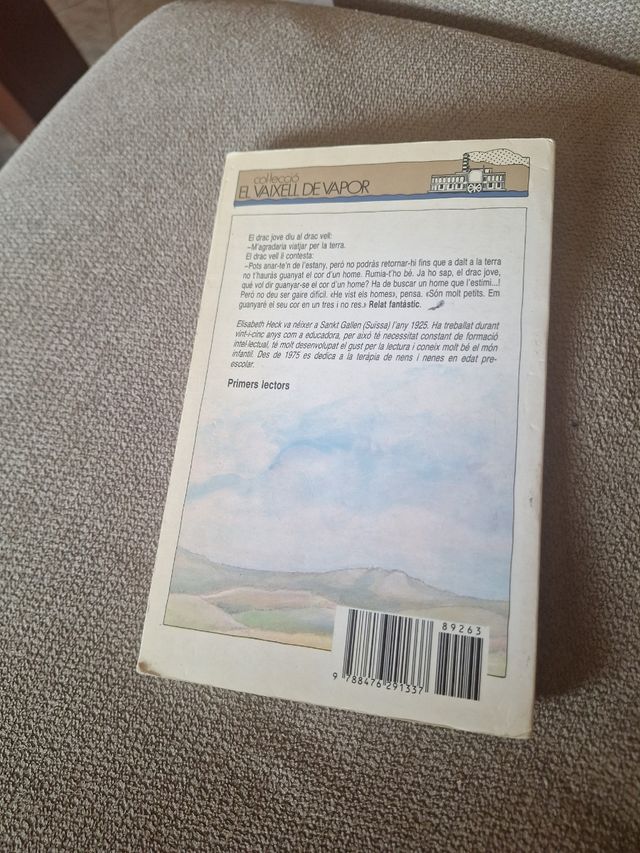 col·lecció
EL VAIXELL DE VAPOR
El drac jove diu al drac vell:
–M'agradaria viatjar per la terra.
El drac vell li contesta:
–Pots anar-te'n de l'estany, però no podràs retornar-hi fins que a dalt a la terra
no t'hauràs guanyat el cor d'un home. Rumia-t'ho bé. Ja ho sap, el drac jove,
què vol dir guanyar-se el cor d'un home? Ha de buscar un home que l'estimi...!
Però no deu ser gaire difícil. «He vist els homes», pensa. «Són molt petits. Em
guanyaré el seu cor en un tres i no res.» Relat fantàstic.
Elisabeth Heck va néixer a Sankt Gallen (Suïssa) l'any 1925. Ha treballat durant
vint-i-cinc anys com a educadora, per això té necessitat constant de formació
intel·lectual, té molt desenvolupat el gust per la lectura i coneix molt bé el món
infantil. Des de 1975 es dedica a la teràpia de nens i nenes en edat pre-
escolar.
Primers lectors
89263
9 788476 291337